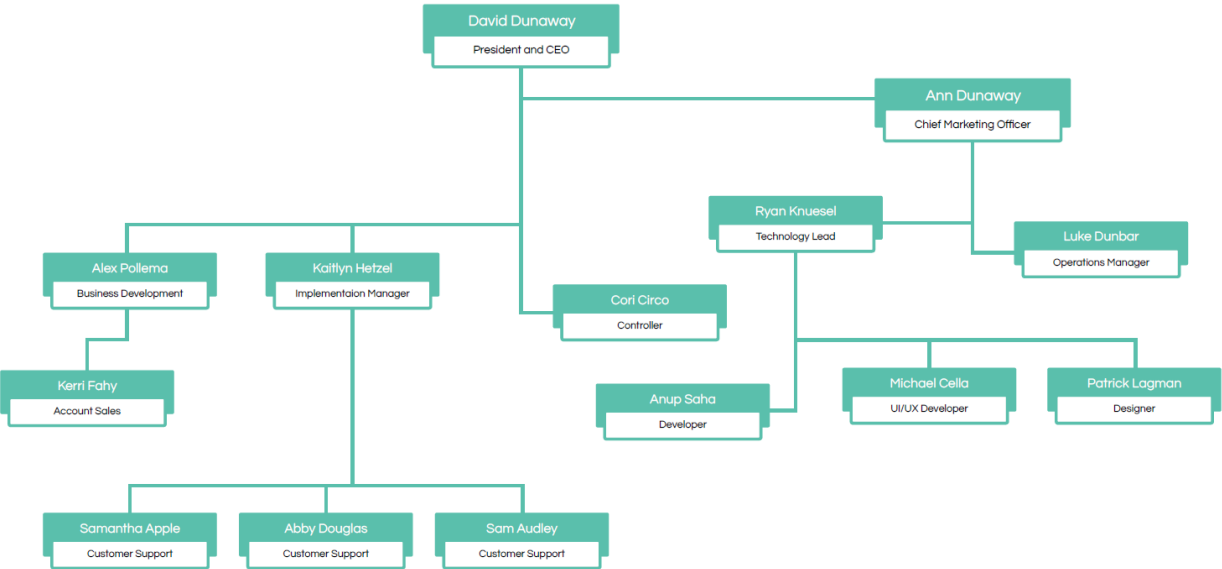 David Dunaway
President and CEO
Ann Dunaway
Chief Marketing Officer
Ryan Knuesel
Technology Lead
Luke Dunbar
Operations Manager
Alex Pollema
Business Development
Kaitlyn Hetzel
Implementaion Manager
Cori Circo
Controller
Kerri Fahy
Account Sales
Anup Saha
Developer
Michael Cella
UI/UX Developer
Patrick Lagman
Designer
Samantha Apple
Customer Support
Abby Douglas
Customer Support
Sam Audley
Customer Support